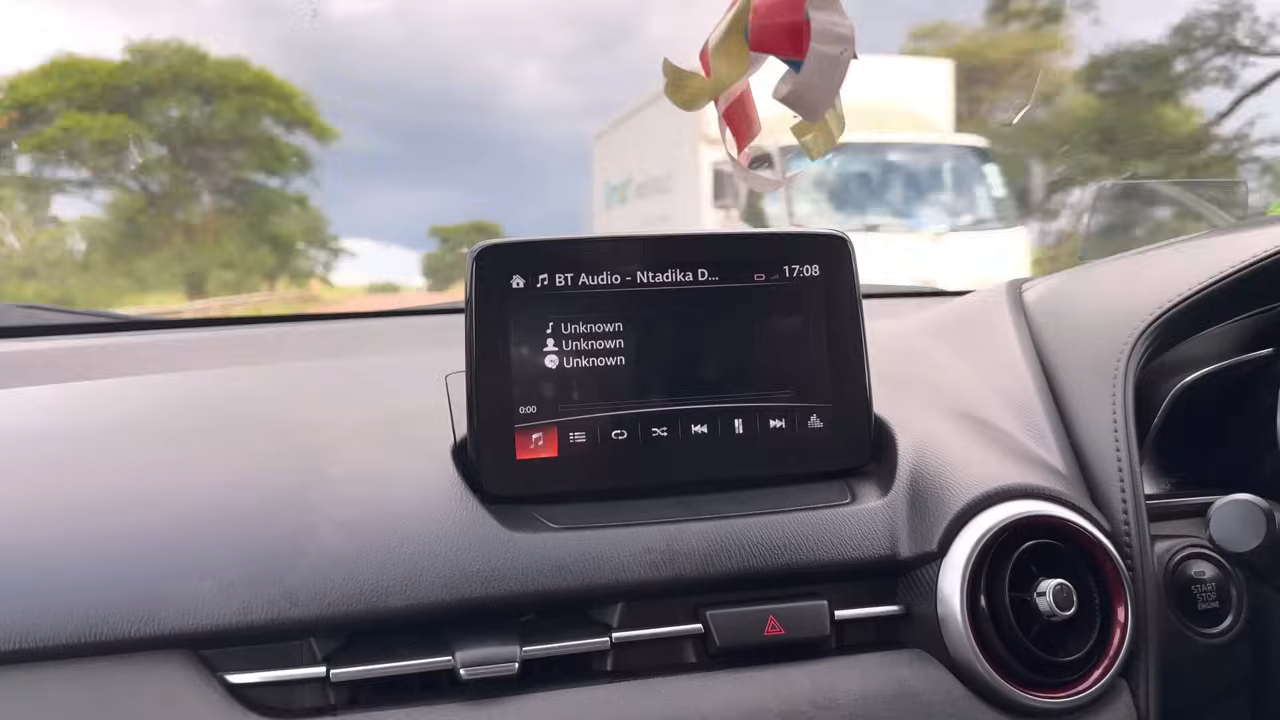 BT Audio - Ntadika D... 17:08
Unknown
Unknown
Unknown
0:00
START
STOP
ENGINE